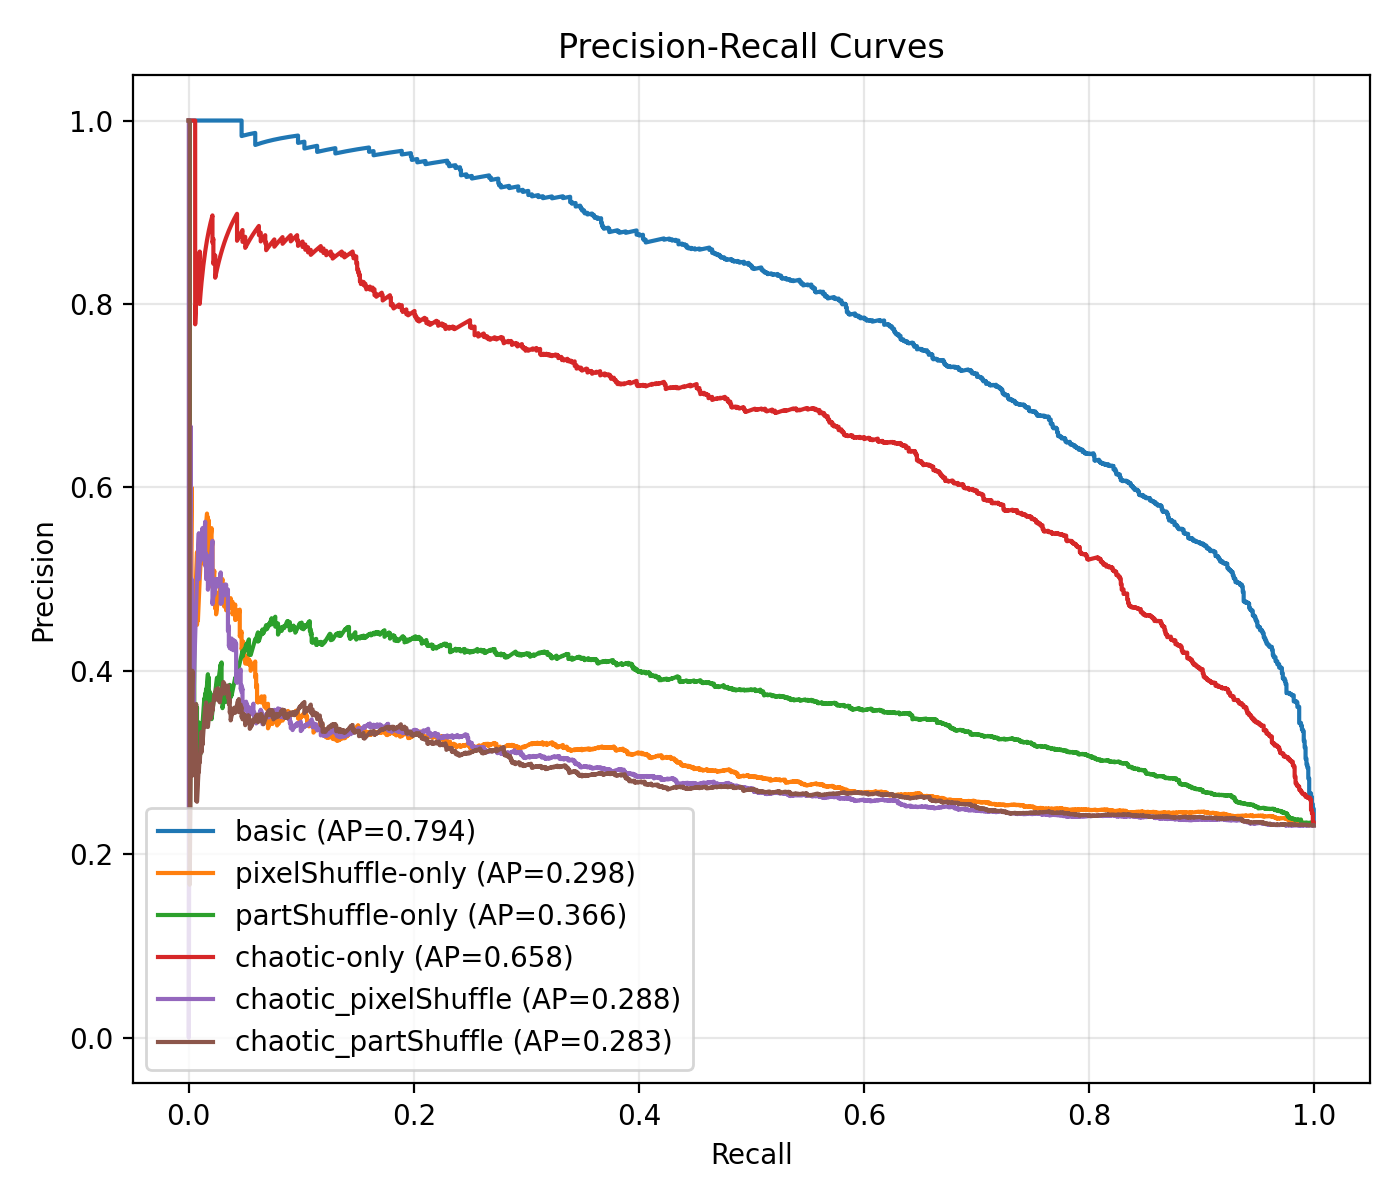 Precision-Recall Curves
Precision
1.0
0.8
0.6
0.4
0.2
0.0
basic (AP=0.794)
pixelShuffle-only (AP=0.298)
partShuffle-only (AP=0.366)
chaotic-only (AP=0.658)
chaotic_pixelShuffle (AP=0.288)
chaotic_partShuffle (AP=0.283)
0.0 0.2 0.4 0.6 0.8 1.0
Recall